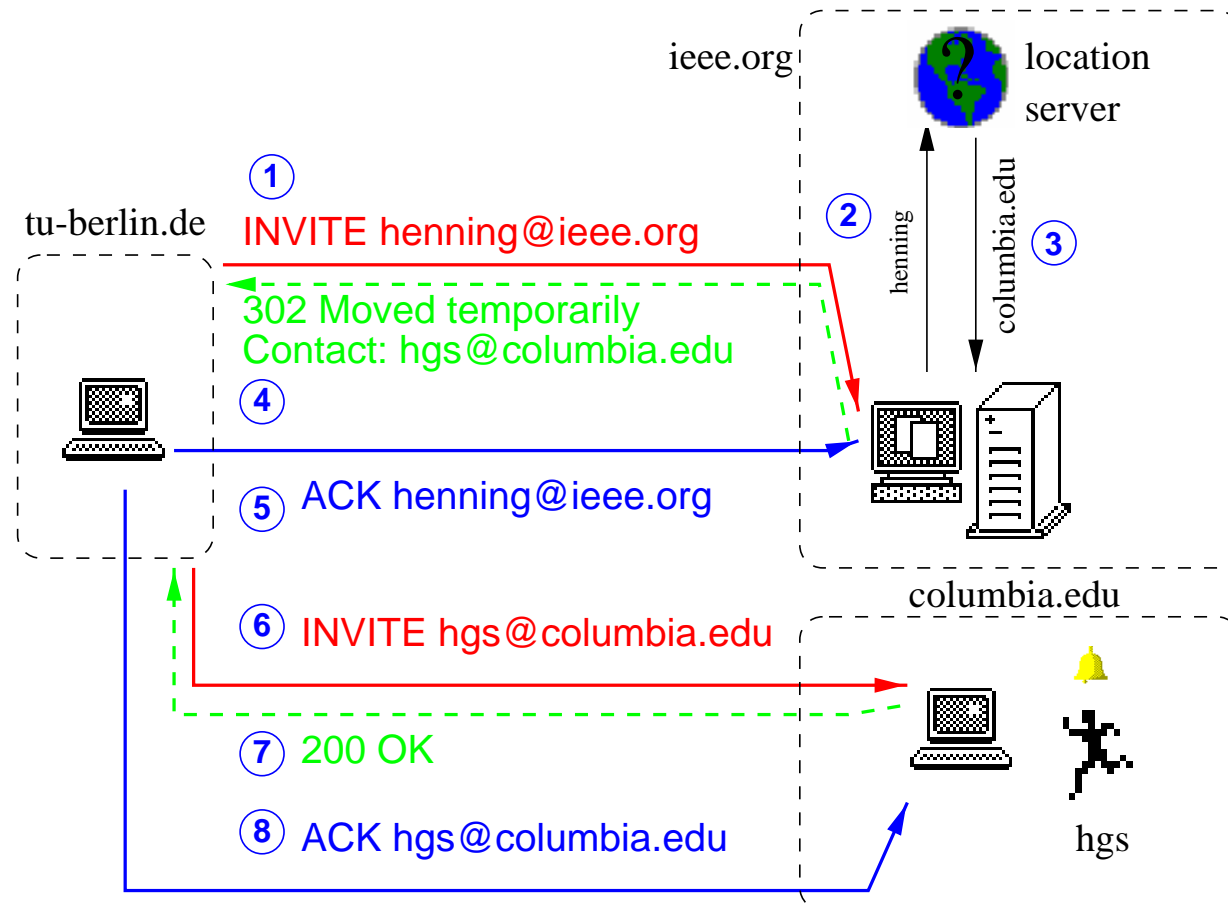 ieee.org
location
server
?
1
tu-berlin.de
INVITE henning@ieee.org
2
henning
columbia.edu
3
302 Moved temporarily
Contact: hgs@columbia.edu
4
5
ACK henning@ieee.org
columbia.edu
6
INVITE hgs@columbia.edu
7
200 OK
8
ACK hgs@columbia.edu
hgs